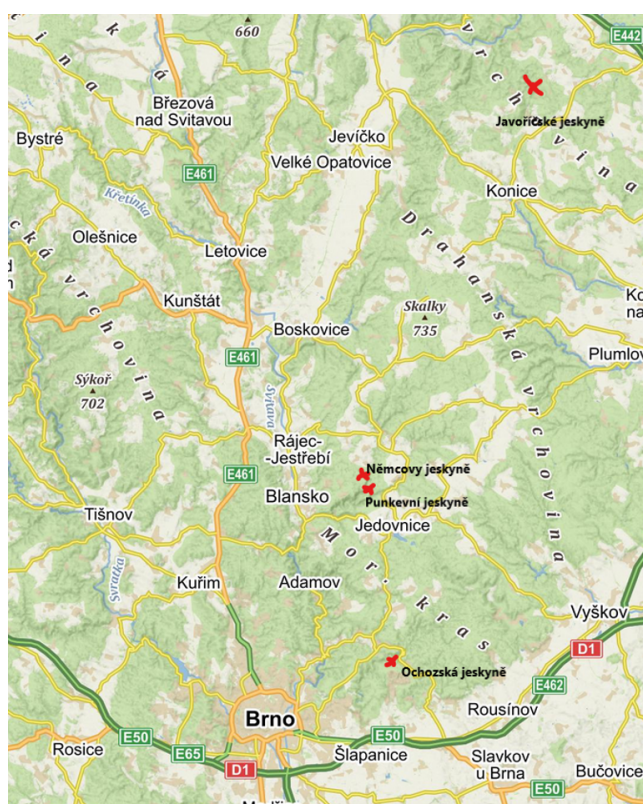 660
E442
v r c h o v i n a
Javoříčské jeskyně
Březová
nad Svitavou
Jevíčko
Bystré
Velké Opatovice
E461
Konice
Křetínka
Olešnice
Letovice
Drahanská vrchovina
Kunštát
Skalky
735
Boskovice
Plumlov
E461
Sýkoř
702
Svitava
Rájec-
-Jestřebí
Němcovy jeskyně
E461
Blansko
Punkevní jeskyně
Tišnov
Jedovnice
Mor. kras
Svratka
Kuřim
Adamov
Vyškov
D1
Ochozská jeskyně
E462
Rousínov
Brno
E50
E50
Rosice
E65
Šlapanice
Slavkov
u Brna
D1
Bučovice
E50